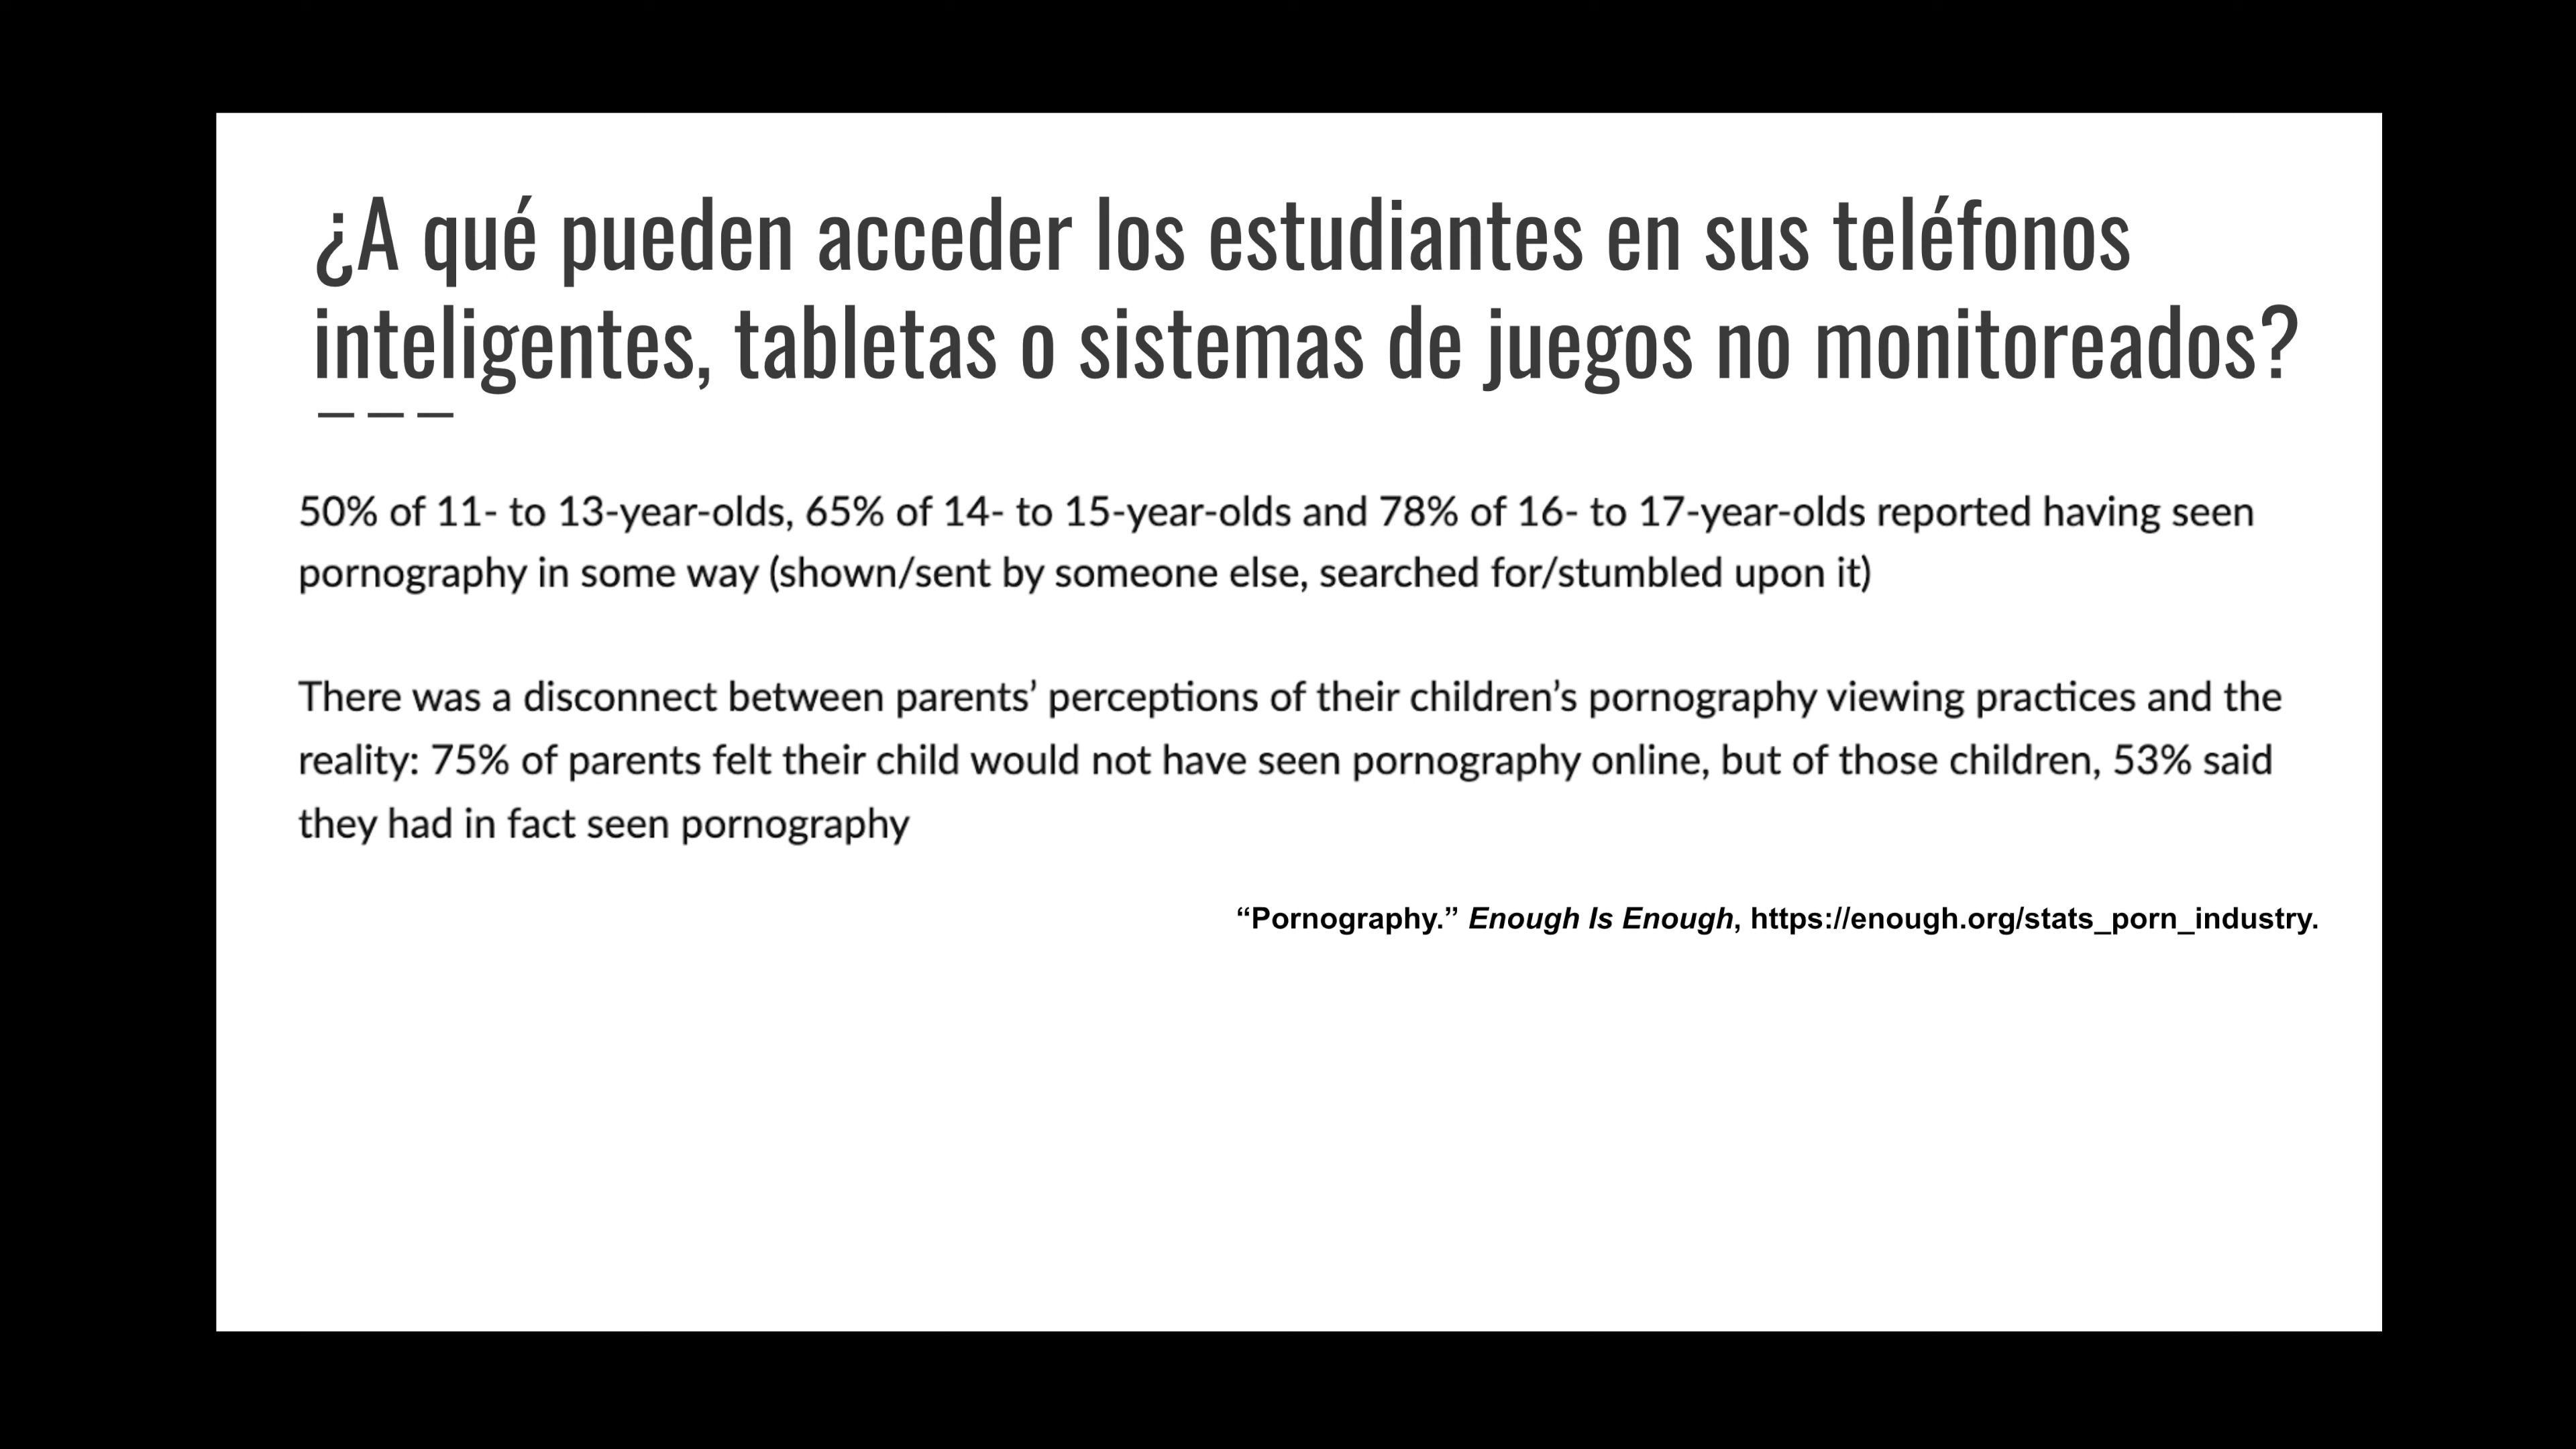 ¿A qué pueden acceder los estudiantes en sus teléfonos
inteligentes, tabletas o sistemas de juegos no monitoreados?
50% of 11- to 13-year-olds, 65% of 14- to 15-year-olds and 78% of 16- to 17-year-olds reported having seen
pornography in some way (shown/sent by someone else, searched for/stumbled upon it)
There was a disconnect between parents’ perceptions of their children’s pornography viewing practices and the
reality: 75% of parents felt their child would not have seen pornography online, but of those children, 53% said
they had in fact seen pornography
“Pornography.” Enough Is Enough, https://enough.org/stats_porn_industry.